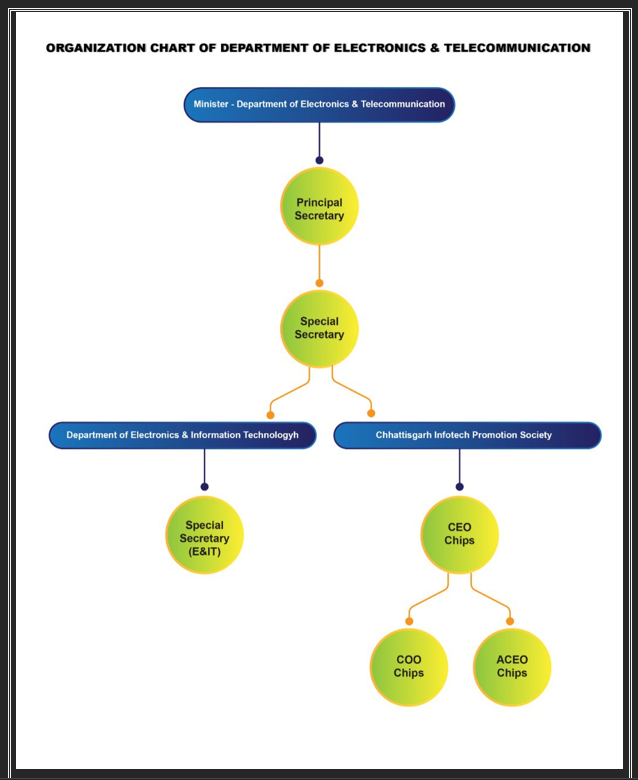 ORGANIZATION CHART OF DEPARTMENT OF ELECTRONICS & TELECOMMUNICATION
Minister - Department of Electronics & Telecommunication
Principal
Secretary
Special
Secretary
Department of Electronics & Information Technologyh
Chhattisgarh Infotech Promotion Society
Special
Secretary
(E&IT)
CEO
Chips
COO
Chips
ACEO
Chips